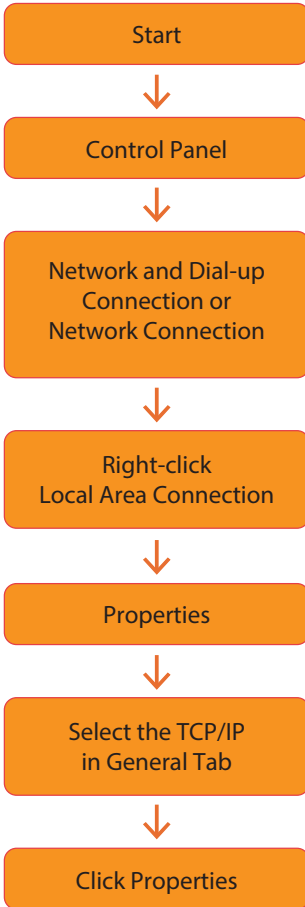 Start
Control Panel
Network and Dial-up
Connection or
Network Connection
Right-click
Local Area Connection
Properties
Select the TCP/IP
in General Tab
Click Properties